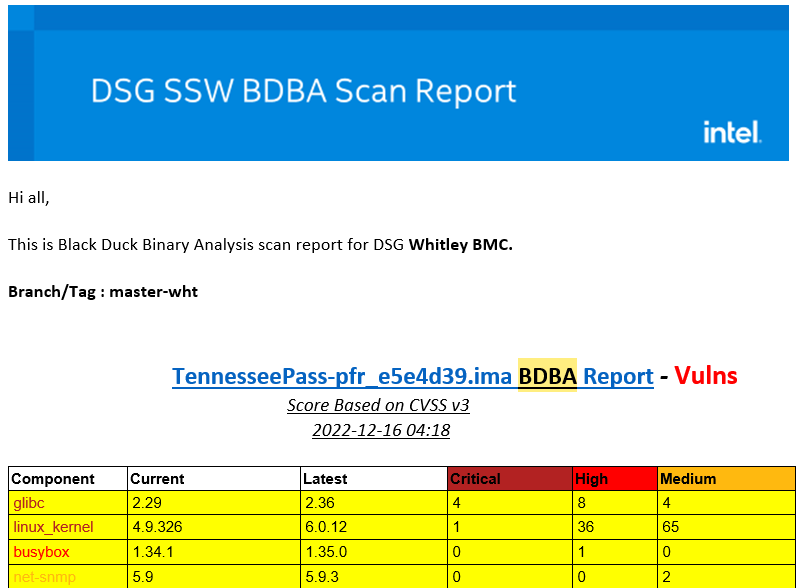 DSG SSW BDBA Scan Report
intel.
Hi all,
This is Black Duck Binary Analysis scan report for DSG Whitley BMC.
Branch/Tag : master-wht
TennesseePass-pfr_e5e4d39.ima BDBA Report - Vulns
Score Based on CVSS v3
2022-12-16 04:18
Component Current Latest Critical High Medium
glibc 2.29 2.36 4 8 4
linux_kernel 4.9.326 6.0.12 1 36 65
busybox 1.34.1 1.35.0 0 1 0
net-snmp 5.9 5.9.3 0 0 2